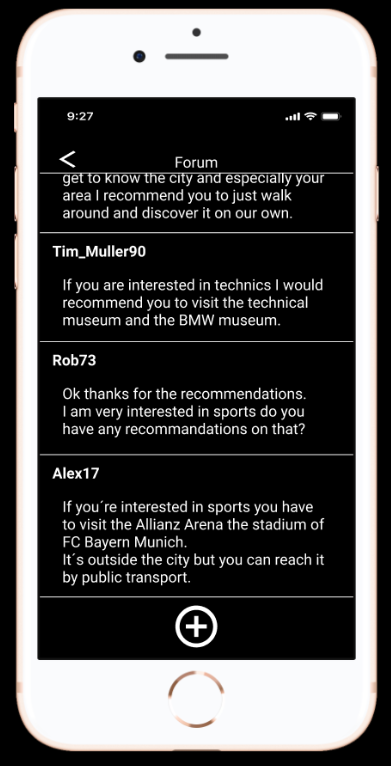 9:27
Forum
get to know the city and especially your
area I recommend you to just walk
around and discover it on our own.
Tim_Muller90
If you are interested in technics I would
recommend you to visit the technical
museum and the BMW museum.
Rob73
Ok thanks for the recommendations.
I am very interested in sports do you
have any recommandations on that?
Alex17
If you´re interested in sports you have
to visit the Allianz Arena the stadium of
FC Bayern Munich.
It´s outside the city but you can reach it
by public transport.